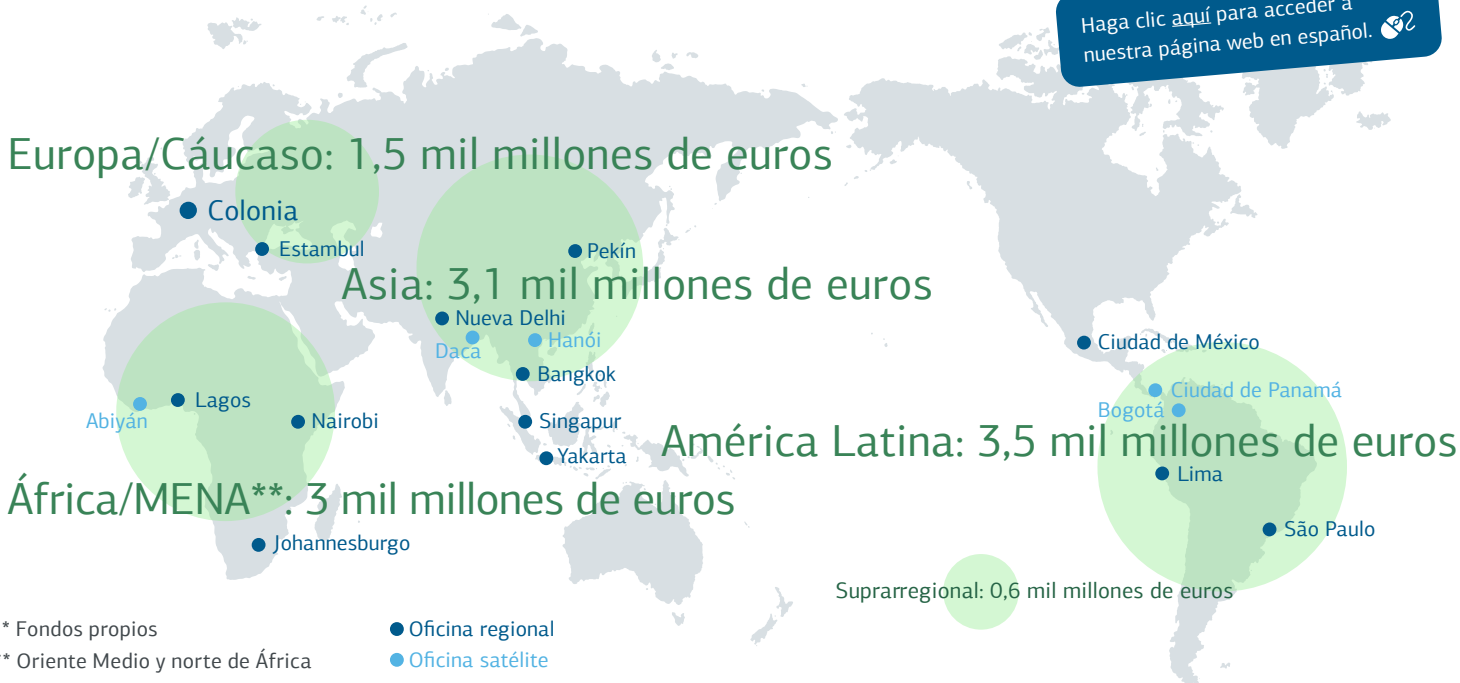 Haga clic aquí para acceder a
nuestra página web en español.
Europa/Cáucaso: 1,5 mil millones de euros
Colonia
Estambul
Pekín
Asia: 3,1 mil millones de euros
Nueva Delhi
Daca
Hanói
Bangkok
Ciudad de México
Ciudad de Panamá
Bogotá
Lagos
Abiyán
Nairobi
Singapur
Yakarta
América Latina: 3,5 mil millones de euros
Lima
África/MENA**: 3 mil millones de euros
Johannesburgo
São Paulo
Suprarregional: 0,6 mil millones de euros
* Fondos propios
** Oriente Medio y norte de África
Oficina regional
Oficina satélite